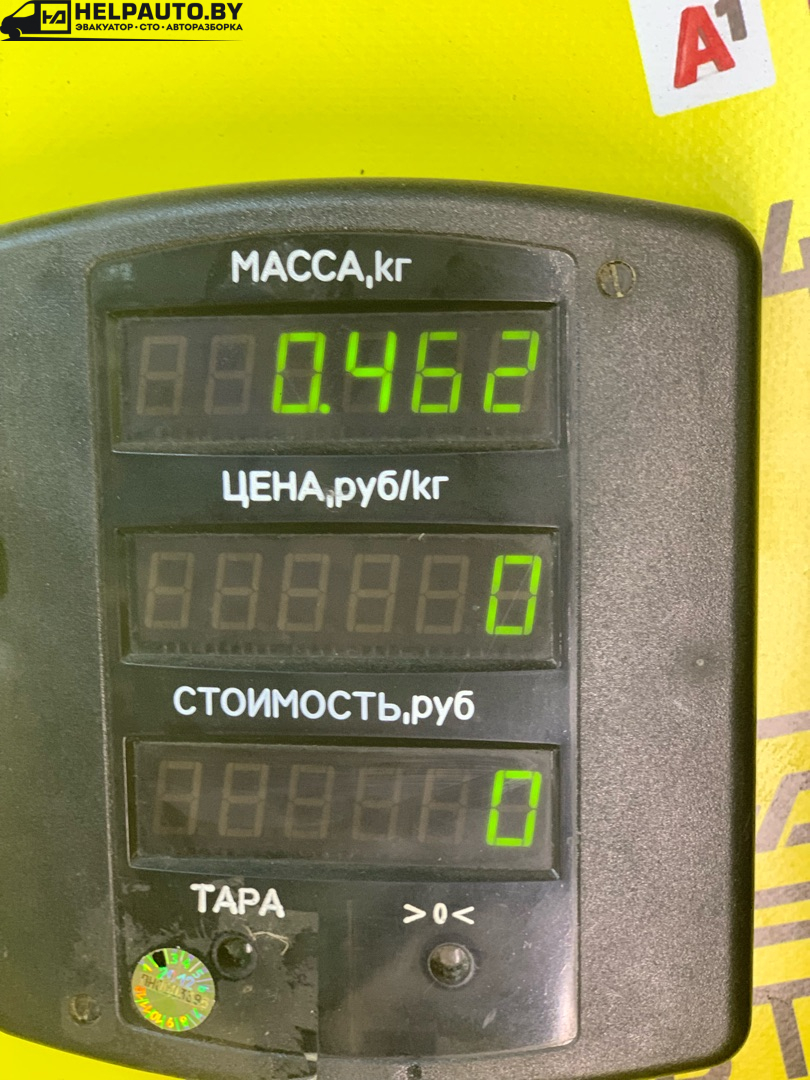 HELPAUTO.BY
ЭВАКУАТОР·СТО·АВТОРАЗБОРКА
A1
МАССА,кг
0.462
ЦЕНА,руб/кг
0
СТОИМОСТЬ,руб
0
ТАРА
>0<